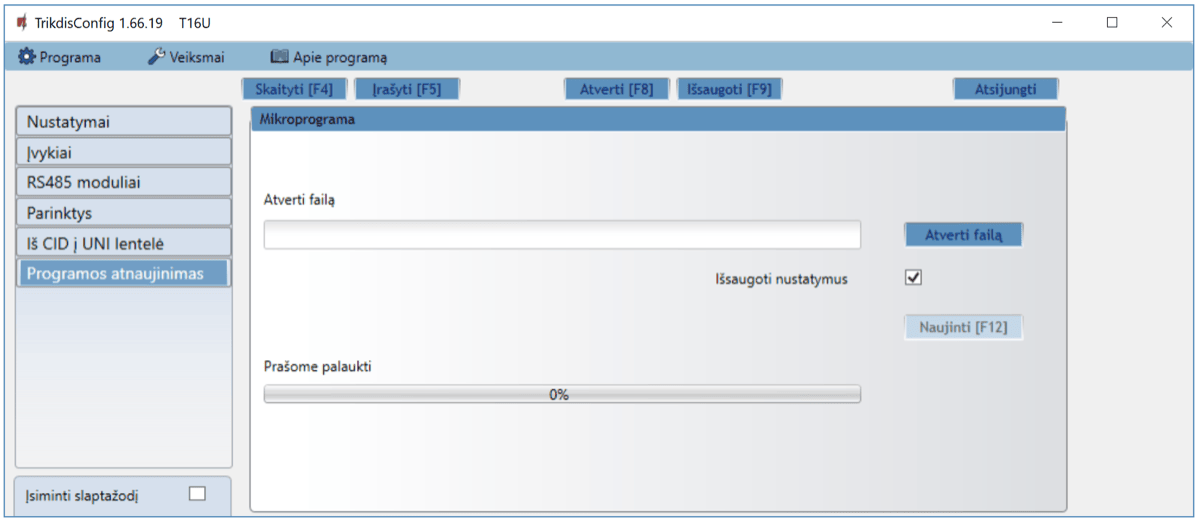 TrikdisConfig 1.66.19 T16U
Programa Veiksmai Apie programą
Skaityti [F4] Įrašyti [F5] Atverti [F8] Išsaugoti [F9] Atsijungti
Nustatymai
Įvykiai
RS485 moduliai
Parinktys
Iš CID į UNI lentelė
Programos atnaujinimas
Įsiminti slaptažodį
Mikroprograma
Atverti failą
Atverti failą
Išsaugoti nustatymus
Naujinti [F12]
Prašome palaukti
0%